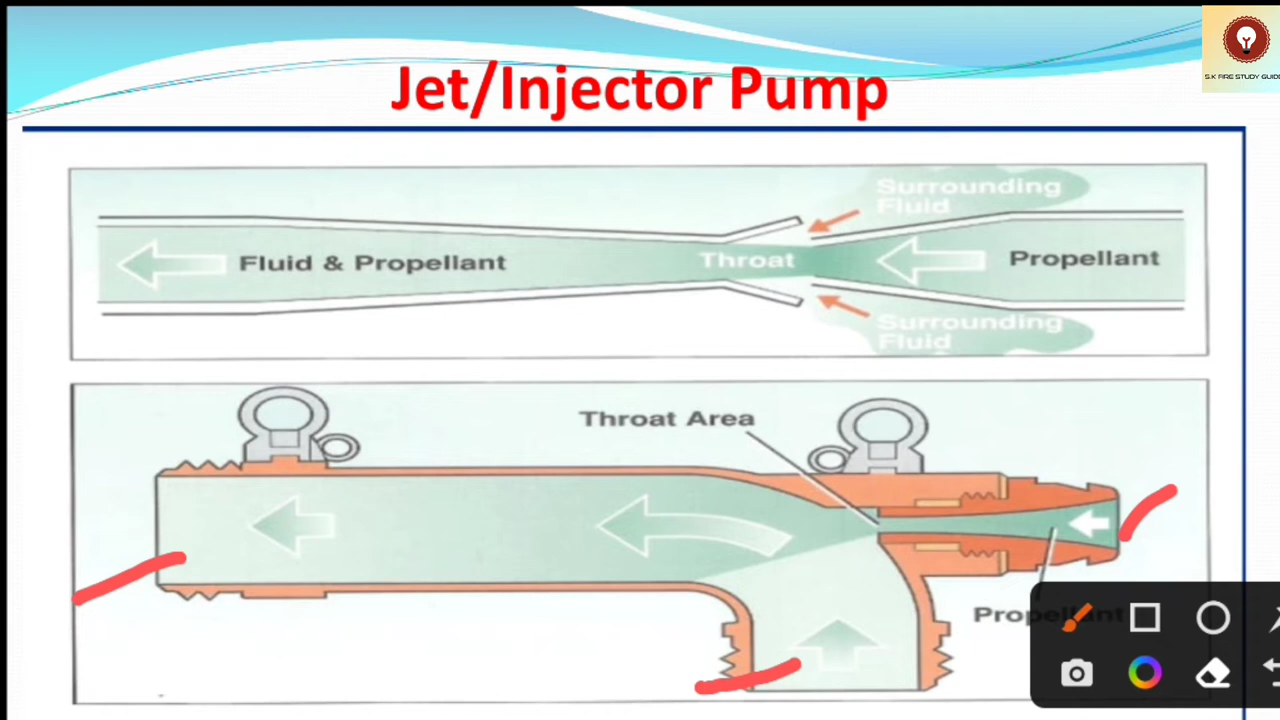 S.K FIRE STUDY GUIDE
Jet/Injector Pump
Surrounding
Fluid
Fluid & Propellant
Throat
Propellant
Surrounding
Fluid
Throat Area
Propellant